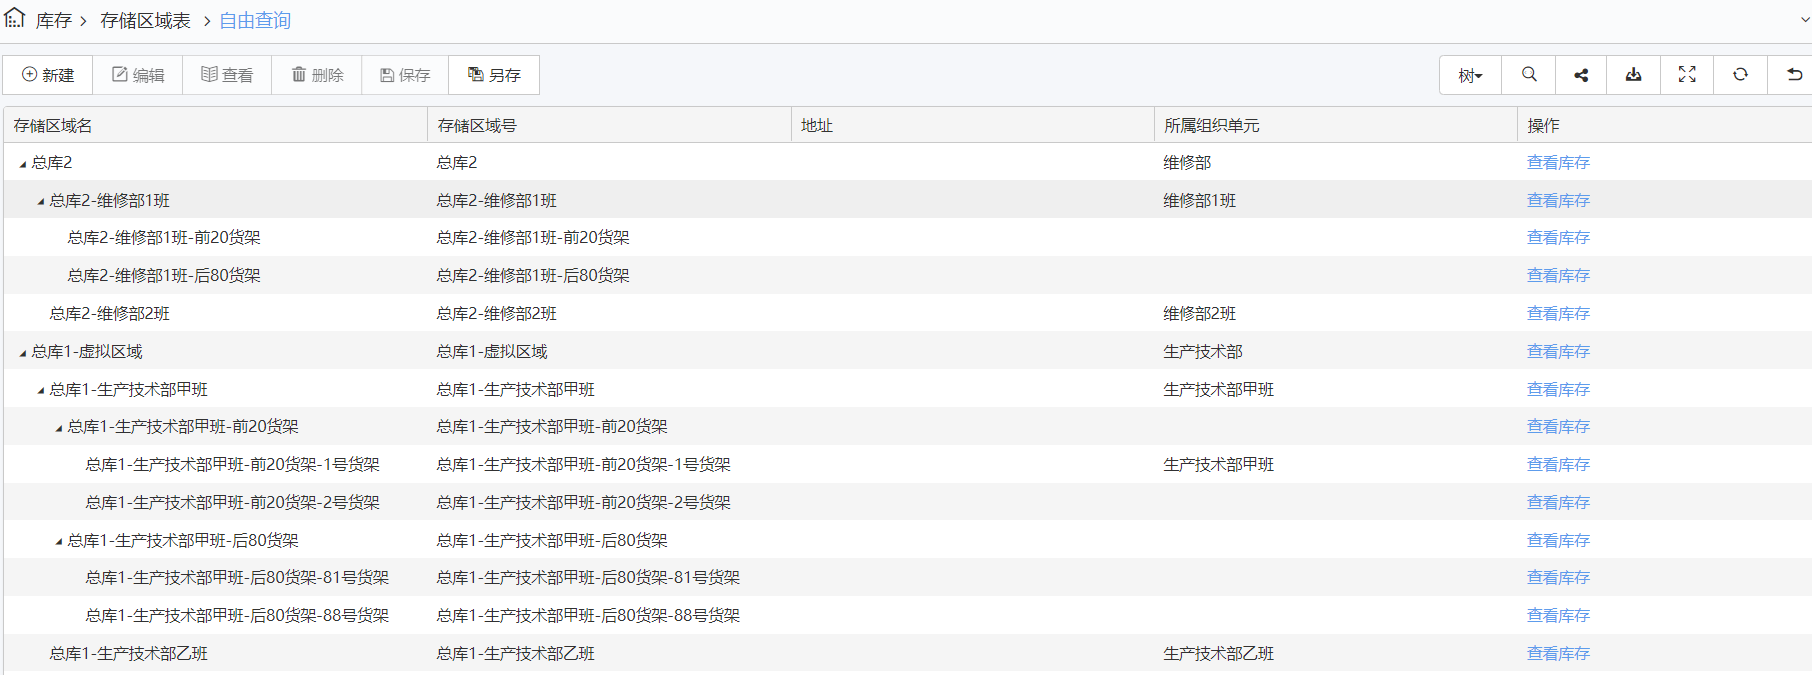 库存 > 存储区域表 > 自由查询
新建 编辑 查看 删除 保存 另存 树
存储区域名 存储区域号 地址 所属组织单元 操作
总库2 总库2 维修部 查看库存
总库2-维修部1班 总库2-维修部1班 维修部1班 查看库存
总库2-维修部1班-前20货架 总库2-维修部1班-前20货架 查看库存
总库2-维修部1班-后80货架 总库2-维修部1班-后80货架 查看库存
总库2-维修部2班 总库2-维修部2班 维修部2班 查看库存
总库1-虚拟区域 总库1-虚拟区域 生产技术部 查看库存
总库1-生产技术部甲班 总库1-生产技术部甲班 生产技术部甲班 查看库存
总库1-生产技术部甲班-前20货架 总库1-生产技术部甲班-前20货架 查看库存
总库1-生产技术部甲班-前20货架-1号货架 总库1-生产技术部甲班-前20货架-1号货架 生产技术部甲班 查看库存
总库1-生产技术部甲班-前20货架-2号货架 总库1-生产技术部甲班-前20货架-2号货架 查看库存
总库1-生产技术部甲班-后80货架 总库1-生产技术部甲班-后80货架 查看库存
总库1-生产技术部甲班-后80货架-81号货架 总库1-生产技术部甲班-后80货架-81号货架 查看库存
总库1-生产技术部甲班-后80货架-88号货架 总库1-生产技术部甲班-后80货架-88号货架 查看库存
总库1-生产技术部乙班 总库1-生产技术部乙班 生产技术部乙班 查看库存